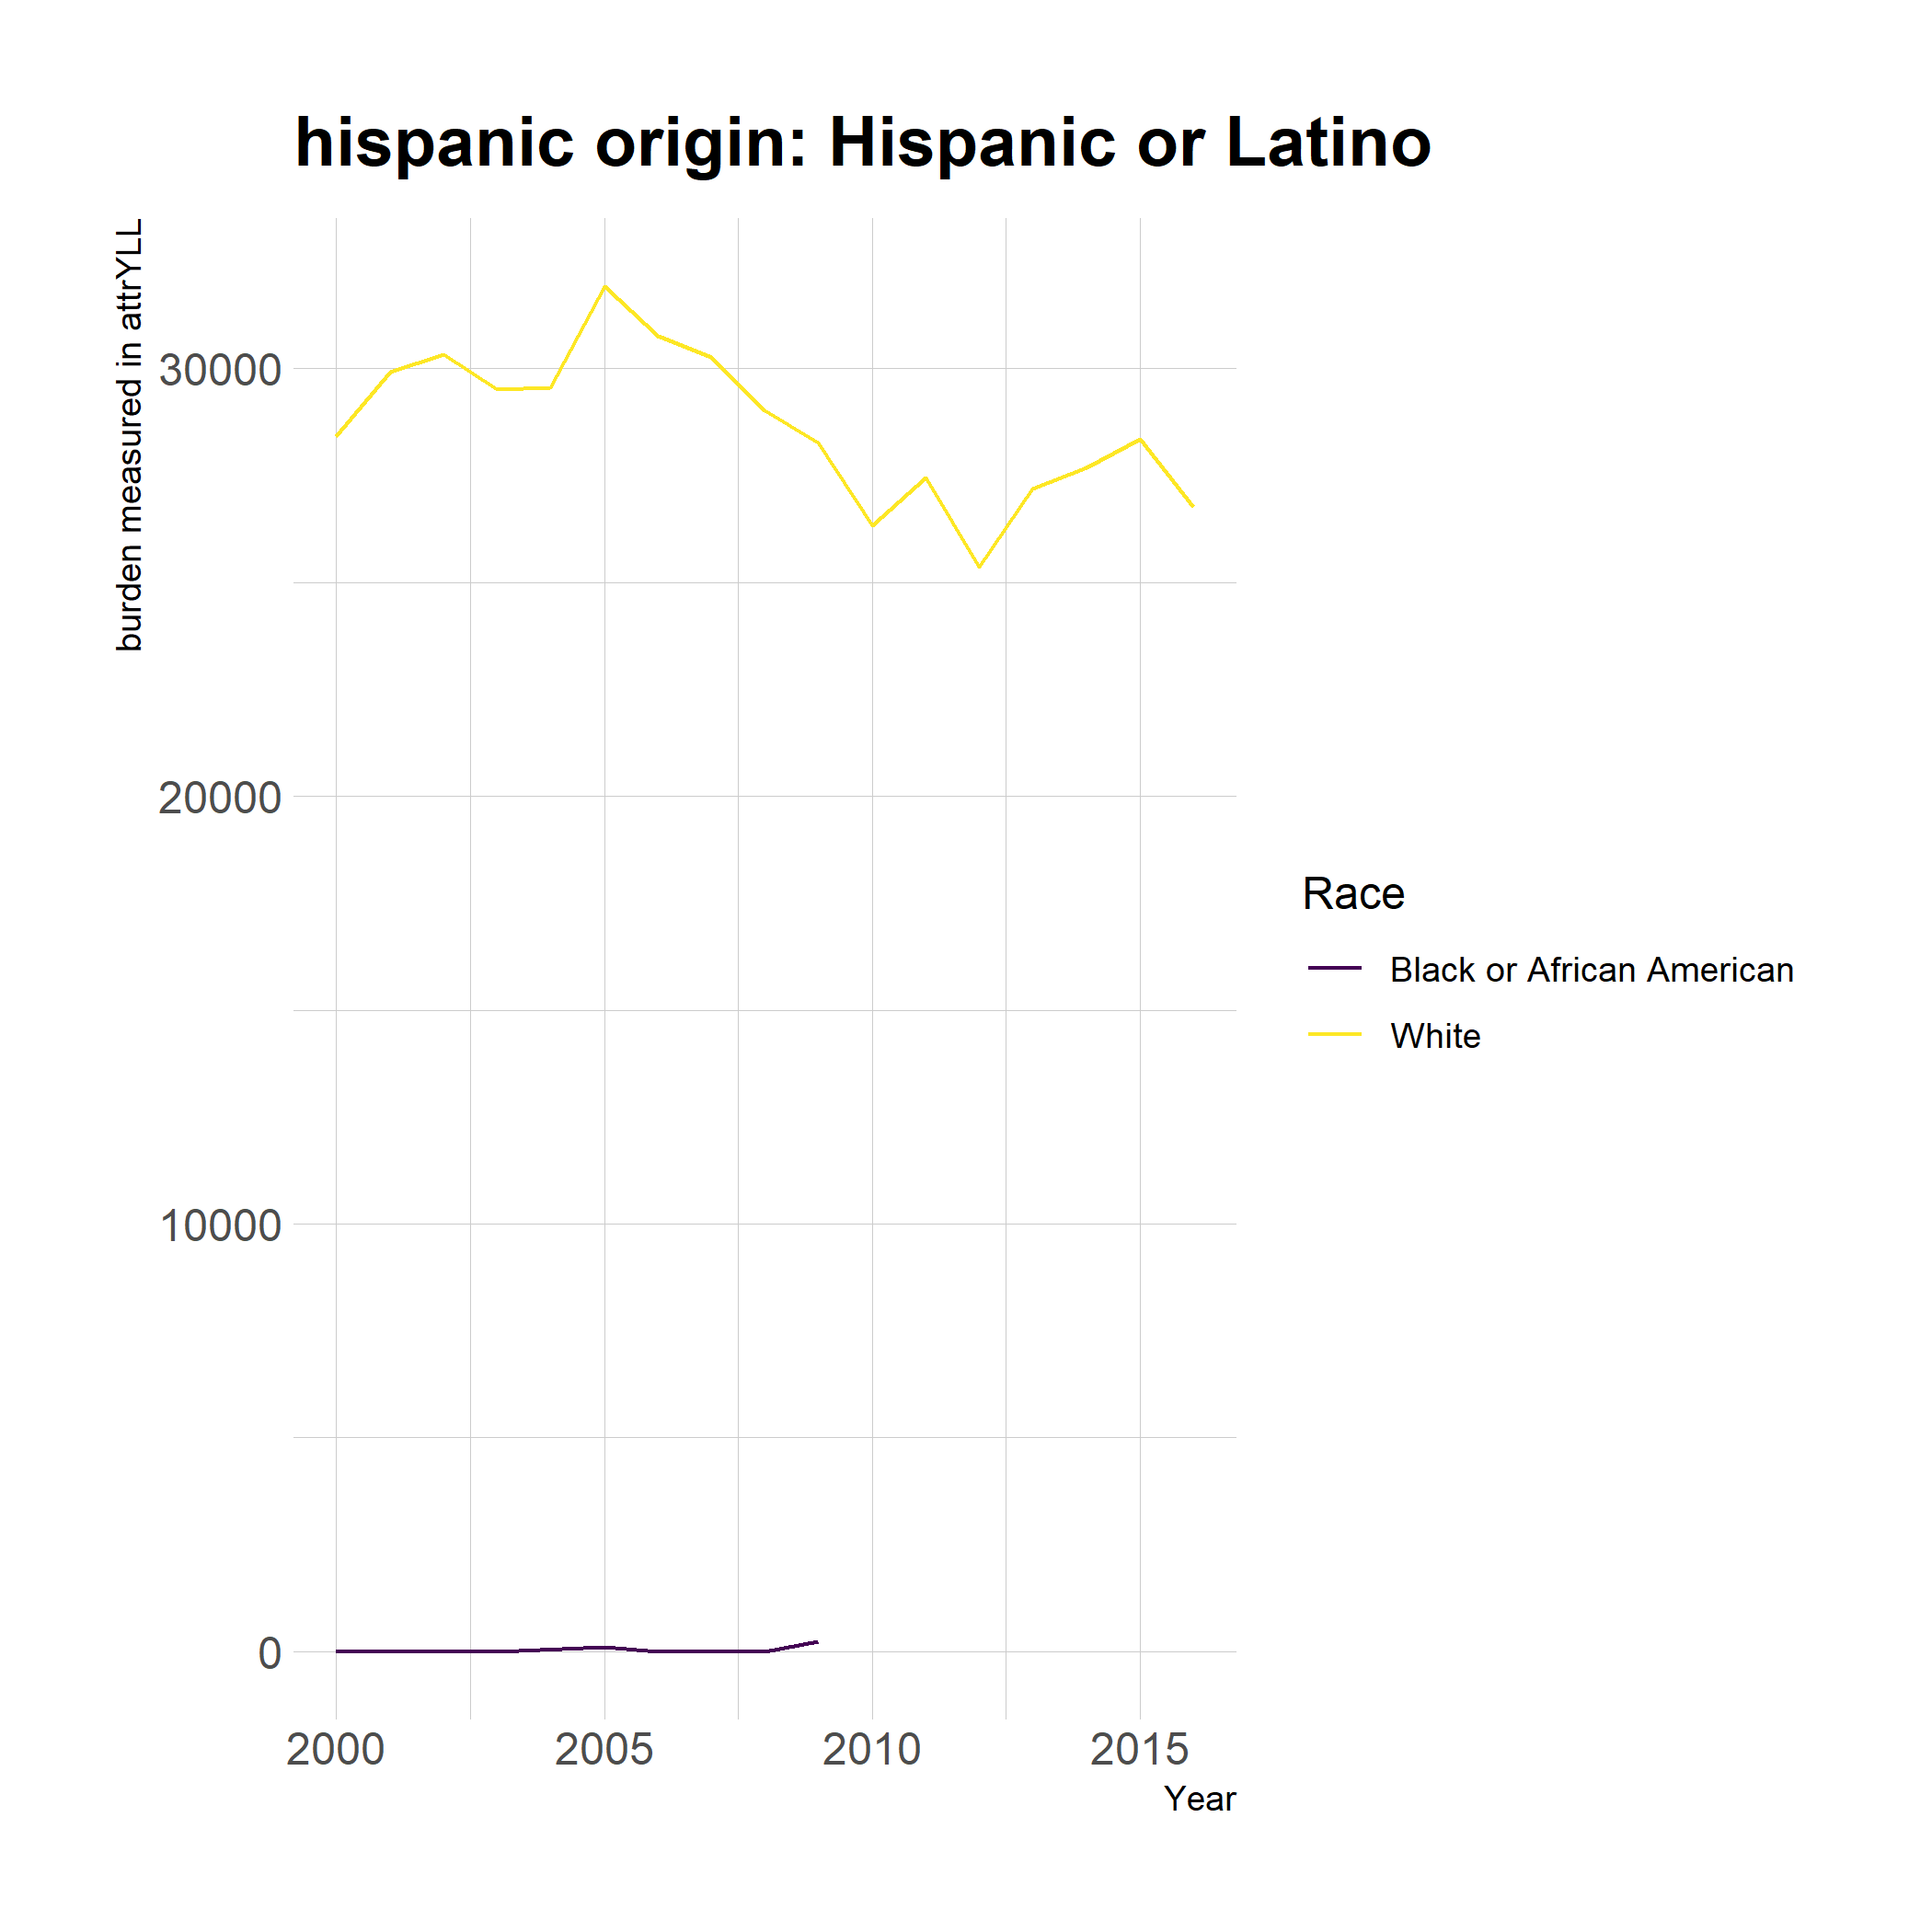 hispanic origin: Hispanic or Latino
burden measured in attrYLL
30000
20000
10000
0
2000 2005 2010 2015
Year
Race
Black or African American
White